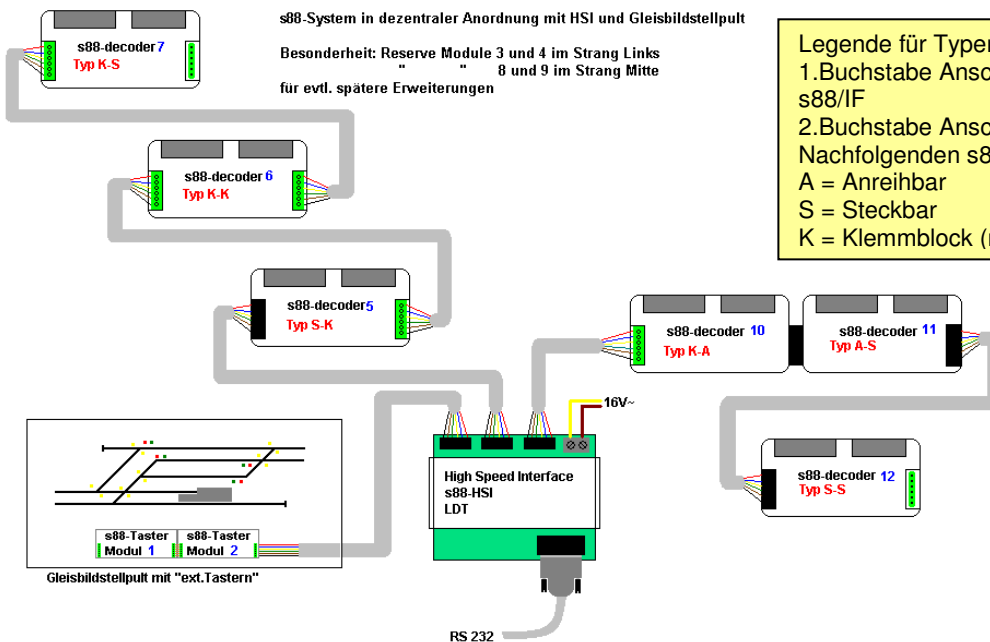 s88-System in dezentraler Anordnung mit HSI und Gleisbildstellpult
Besonderheit: Reserve Module 3 und 4 im Strang Links
" " 8 und 9 im Strang Mitte
für evtl. spätere Erweiterungen
Legende für Typen
1.Buchstabe Ansc
s88/IF
2.Buchstabe Ansc
Nachfolgenden s8
A = Anreihbar
S = Steckbar
K = Klemmblock (
s88-decoder 7
Typ K-S
s88-decoder 6
Typ K-K
s88-decoder 5
Typ S-K
s88-decoder 10
Typ K-A
s88-decoder 11
Typ A-S
s88-decoder 12
Typ S-S
16V~
High Speed Interface
s88-HSI
LDT
s88-Taster
Modul 1
s88-Taster
Modul 2
Gleisbildstellpult mit "ext.Tastern"
RS 232